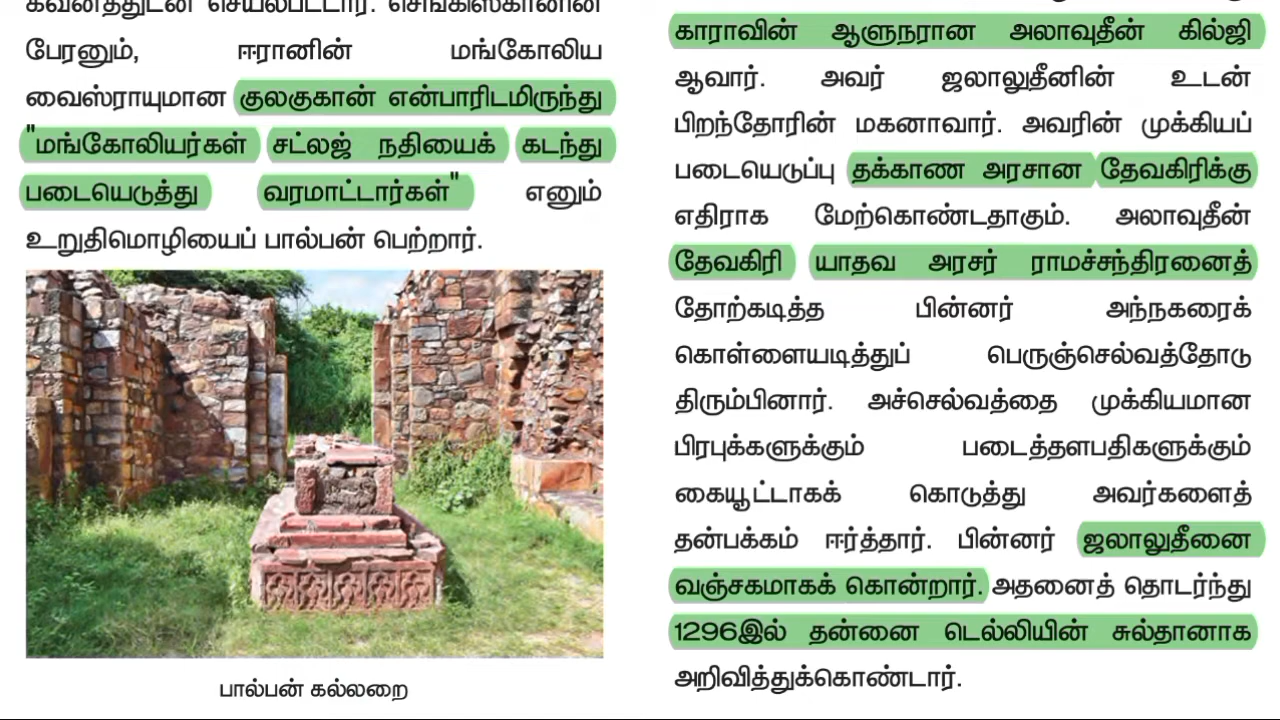 கவனத்துடன் செயல்பட்டார். செங்கிஸ்கானின்
பேரனும், ஈரானின் மங்கோலிய
வைஸ்ராயுமான குலகுகான் என்பாரிடமிருந்து
"மங்கோலியர்கள் சட்லஜ் நதியைக் கடந்து
படையெடுத்து வரமாட்டார்கள்" எனும்
உறுதிமொழியைப் பால்பன் பெற்றார்.
பால்பன் கல்லறை
காராவின் ஆளுநரான அலாவுதீன் கில்ஜி
ஆவார். அவர் ஜலாலுதீனின் உடன்
பிறந்தோரின் மகனாவார். அவரின் முக்கியப்
படையெடுப்பு தக்காண அரசான தேவகிரிக்கு
எதிராக மேற்கொண்டதாகும். அலாவுதீன்
தேவகிரி யாதவ அரசர் ராமச்சந்திரனைத்
தோற்கடித்த பின்னர் அந்நகரைக்
கொள்ளையடித்துப் பெருஞ்செல்வத்தோடு
திரும்பினார். அச்செல்வத்தை முக்கியமான
பிரபுக்களுக்கும் படைத்தளபதிகளுக்கும்
கையூட்டாகக் கொடுத்து அவர்களைத்
தன்பக்கம் ஈர்த்தார். பின்னர் ஜலாலுதீனை
வஞ்சகமாகக் கொன்றார். அதனைத் தொடர்ந்து
1296இல் தன்னை டெல்லியின் சுல்தானாக
அறிவித்துக்கொண்டார்.